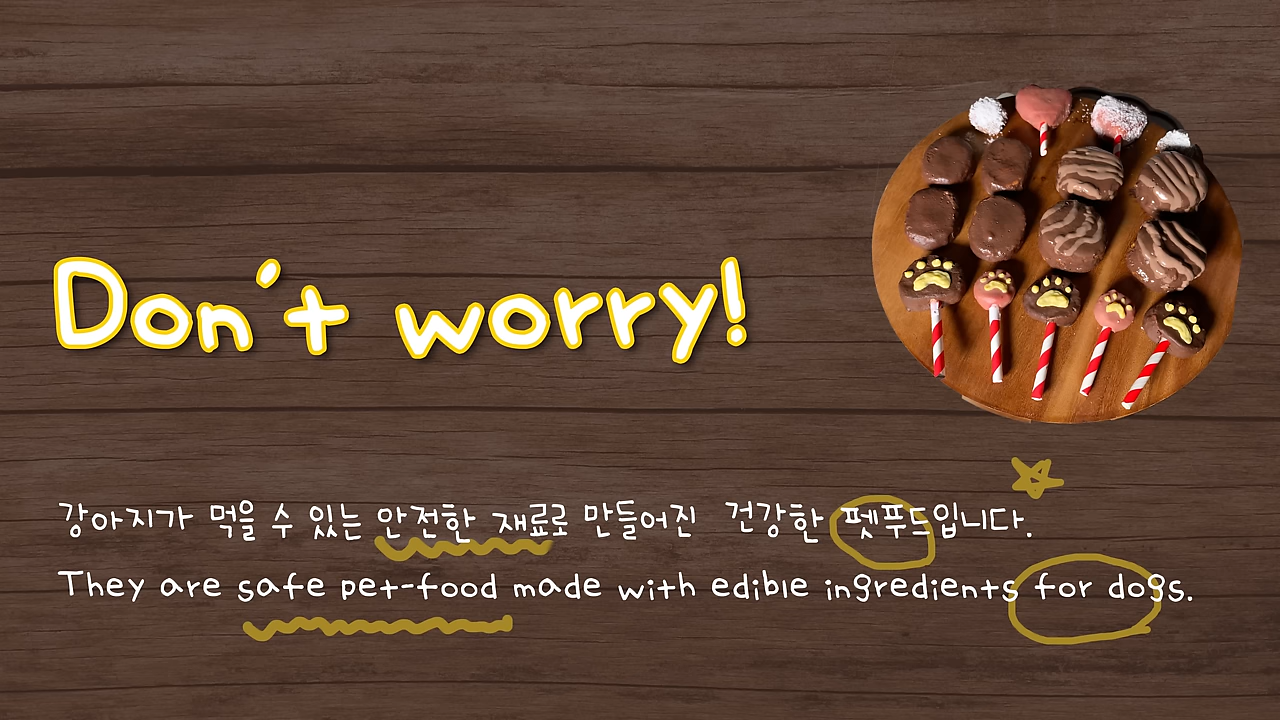 Don't worry!
강아지가 먹을 수 있는 안전한 재료로 만들어진 건강한 펫푸드입니다.
They are safe pet-food made with edible ingredients for dogs.